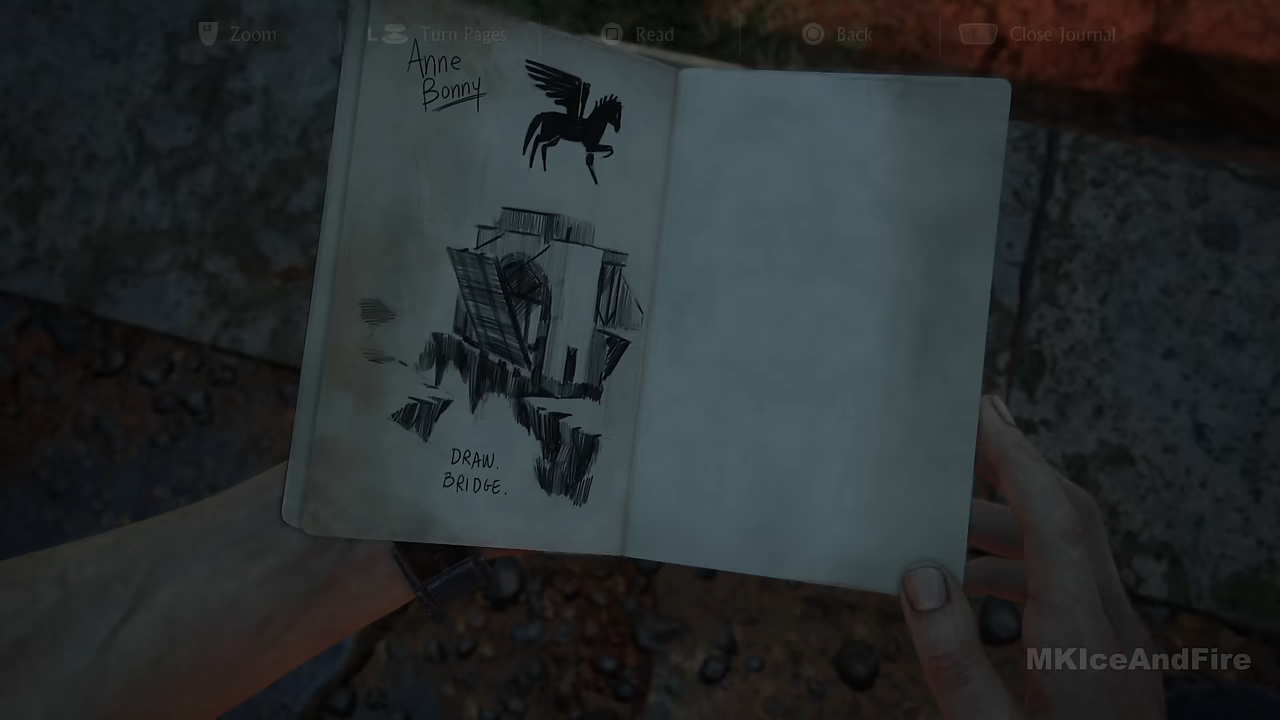 Zoom
L Turn Pages
Read
Back
Close Journal
Anne
Bonny
DRAW.
BRIDGE.
MKIceAndFire